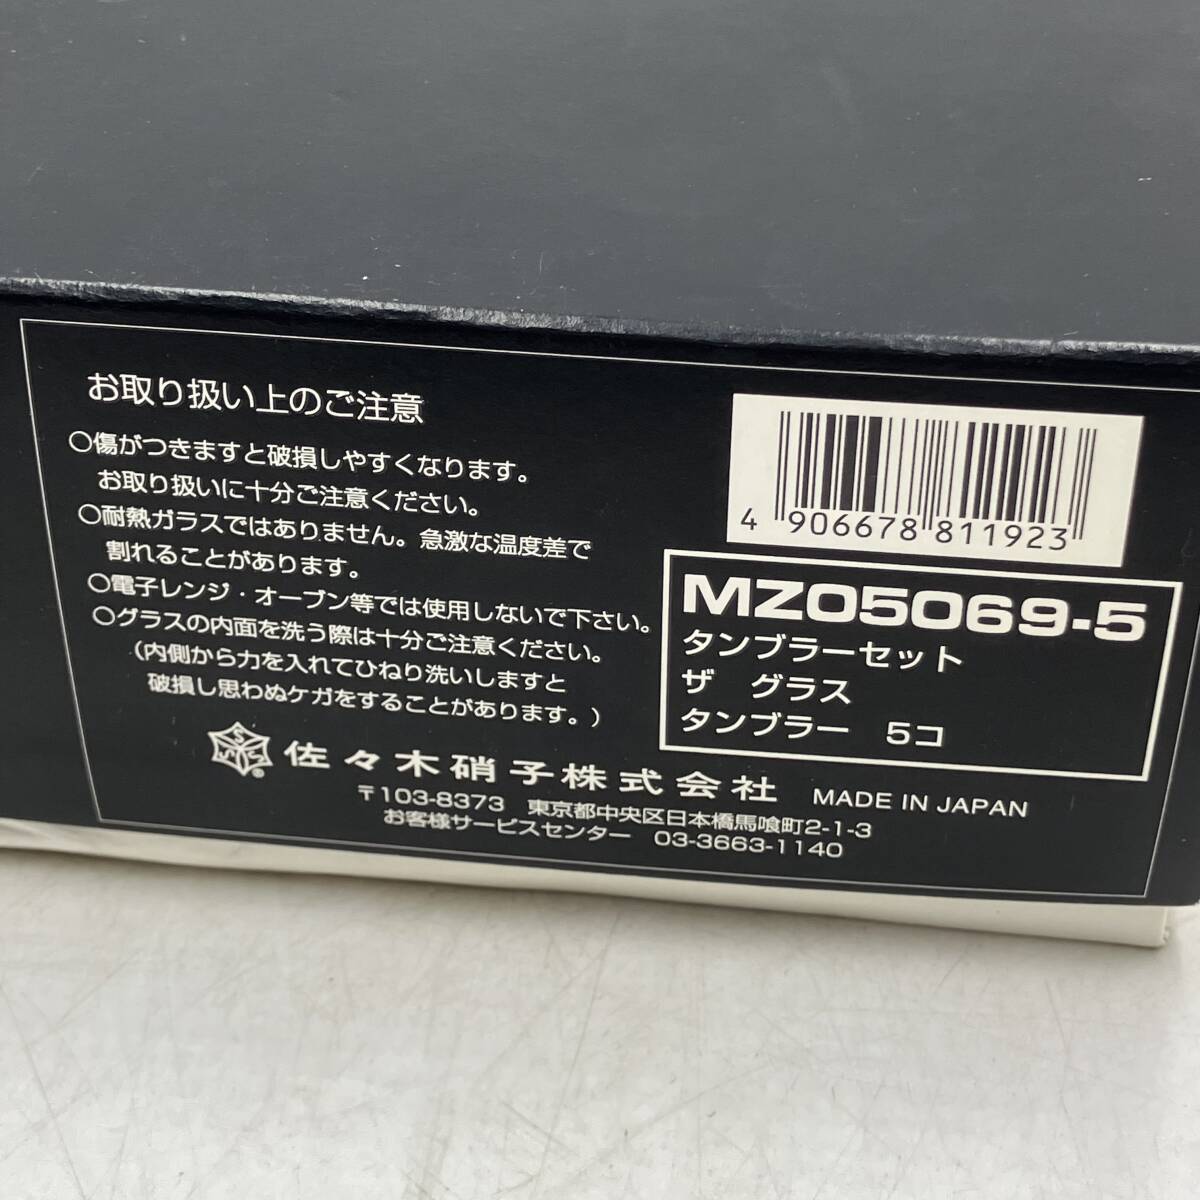 お取り扱い上のご注意
○傷がつきますと破損しやすくなります。
お取り扱いに十分ご注意ください。
○耐熱ガラスではありません。急激な温度差で
割れることがあります。
○電子レンジ・オーブン等では使用しないで下さい。
○グラスの内面を洗う際は十分ご注意ください。
(内側から力を入れてひねり洗いしますと
破損し思わぬケガをすることがあります。)
4 906678 811923
MZ05069-5
タンブラーセット
ザ グラス
タンブラー 5コ
佐々木硝子株式会社 MADE IN JAPAN
〒103-8373 東京都中央区日本橋馬喰町2-1-3
お客様サービスセンター 03-3663-1140